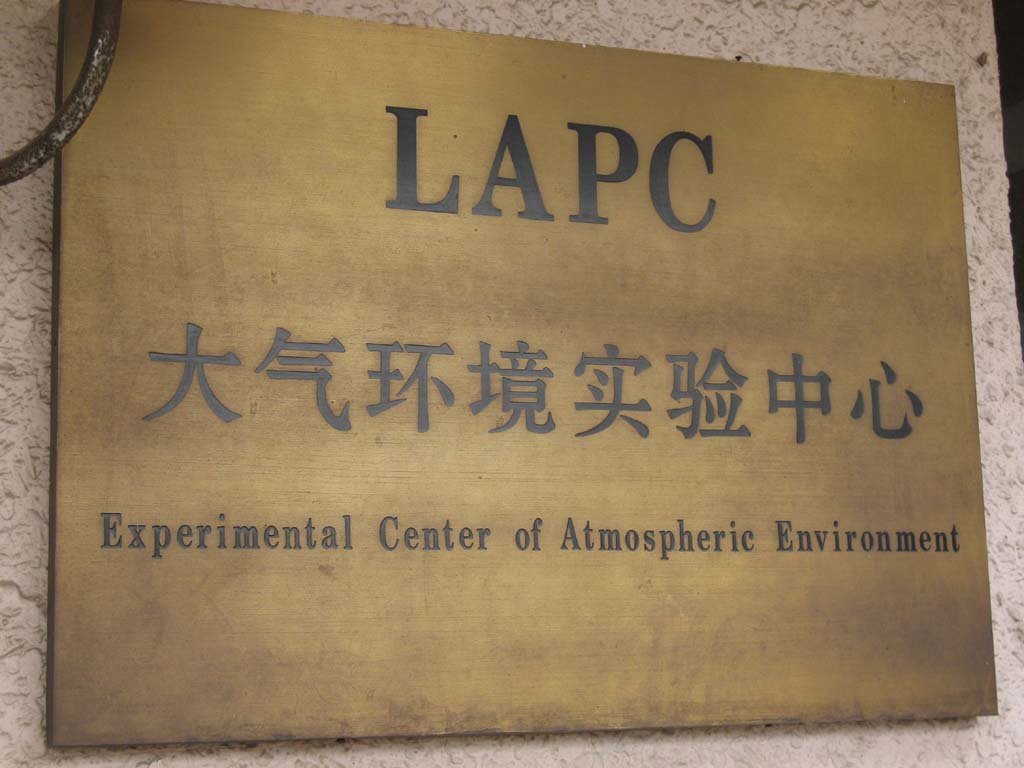 LAPC
大气环境实验中心
Experimental Center of Atmospheric Environment